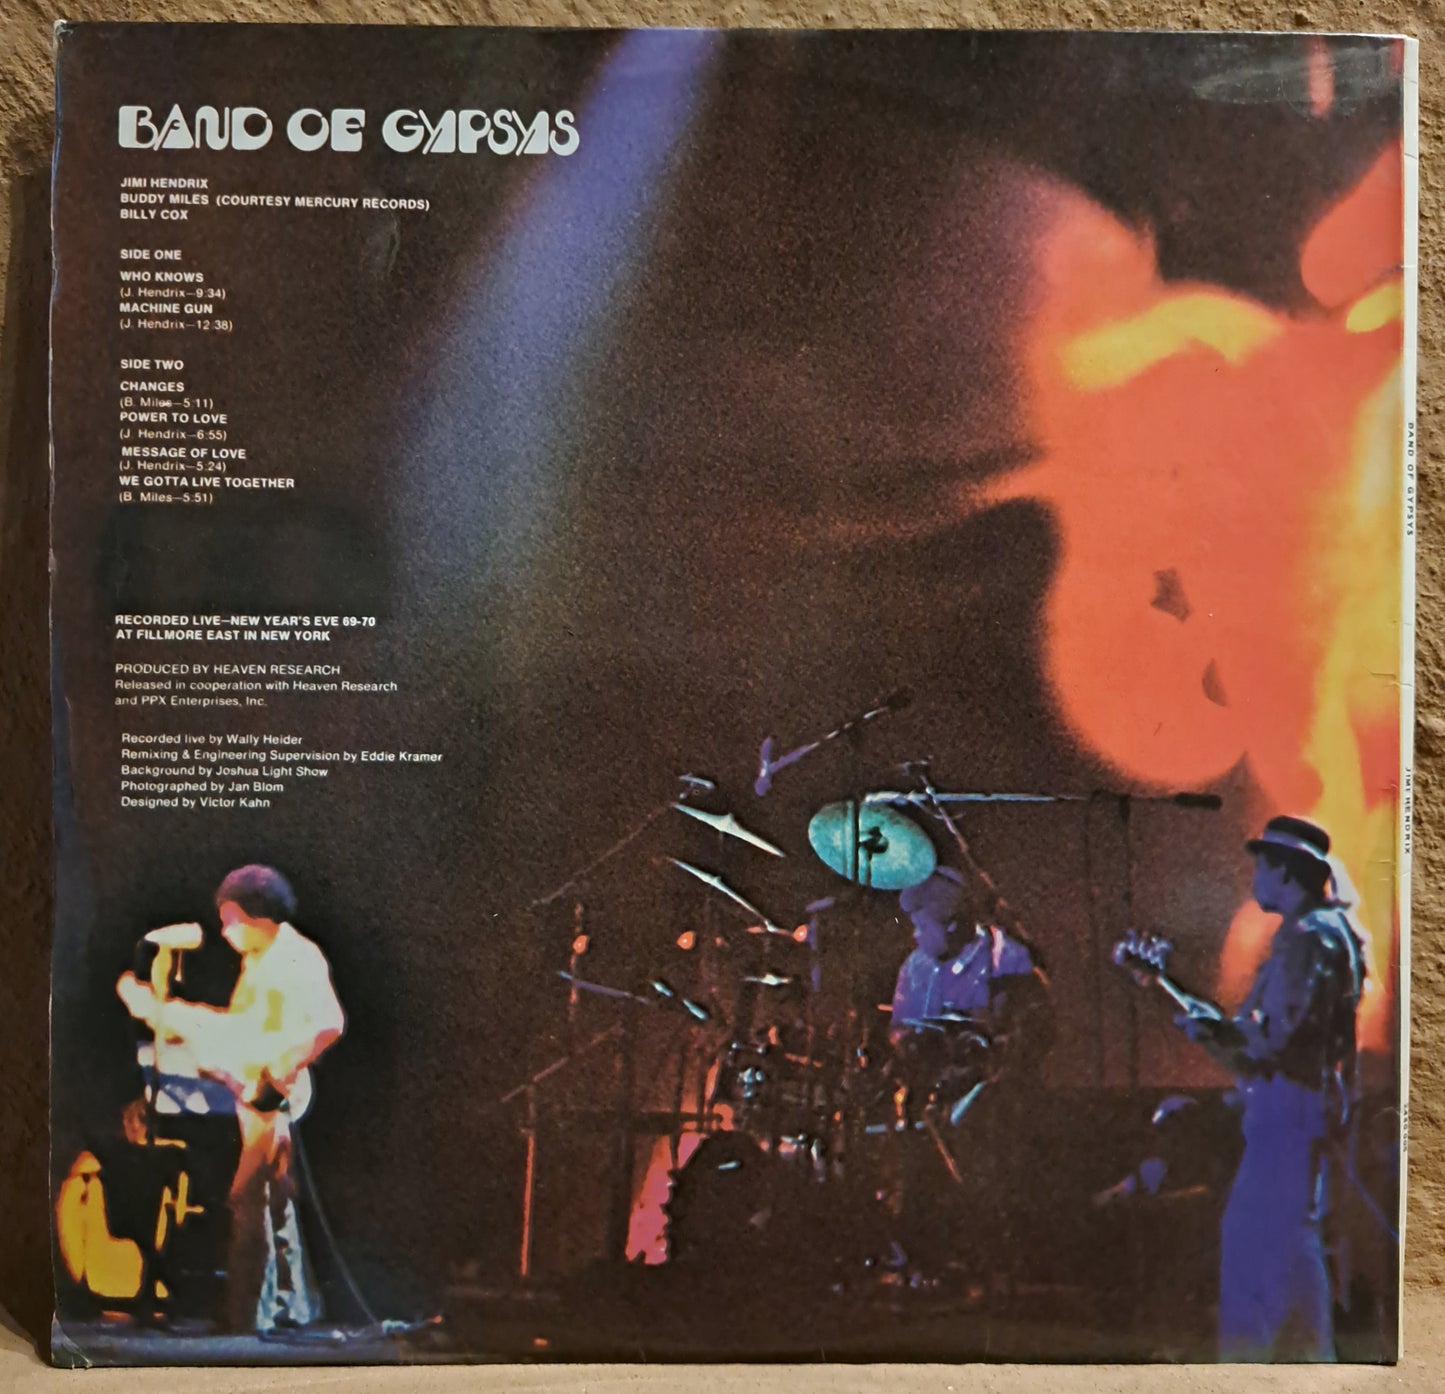 BAND OF GYPSYS
JIMI HENDRIX
BUDDY MILES (COURTESY MERCURY RECORDS)
BILLY COX
SIDE ONE
WHO KNOWS
(J. Hendrix—9:34)
MACHINE GUN
(J. Hendrix—12:38)
SIDE TWO
CHANGES
(B. Miles—5:11)
POWER TO LOVE
(J. Hendrix—6:55)
MESSAGE OF LOVE
(J. Hendrix—5:24)
WE GOTTA LIVE TOGETHER
(B. Miles—5:51)
RECORDED LIVE—NEW YEAR'S EVE 69-70
AT FILLMORE EAST IN NEW YORK
PRODUCED BY HEAVEN RESEARCH
Released in cooperation with Heaven Research
and PPX Enterprises, Inc.
Recorded live by Wally Heider
Remixing & Engineering Supervision by Eddie Kramer
Background by Joshua Light Show
Photographed by Jan Blom
Designed by Victor Kahn
BAND OF GYPSYS
JIMI HENDRIX